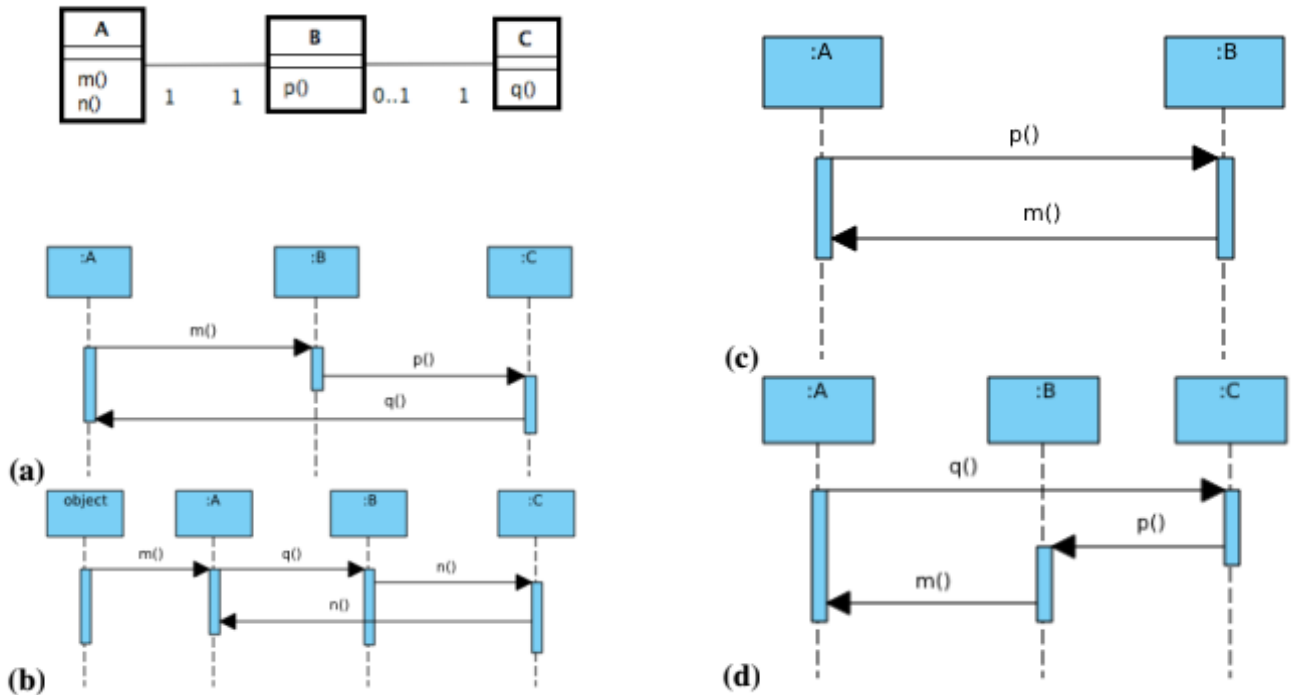 A
m()
n()
1
1
B
p()
0..1
1
C
q()
:A
:B
:C
m()
p()
q()
(a)
object
:A
:B
:C
m()
q()
n()
n()
(b)
:A
:B
p()
m()
(c)
:A
:B
:C
q()
p()
m()
(d)